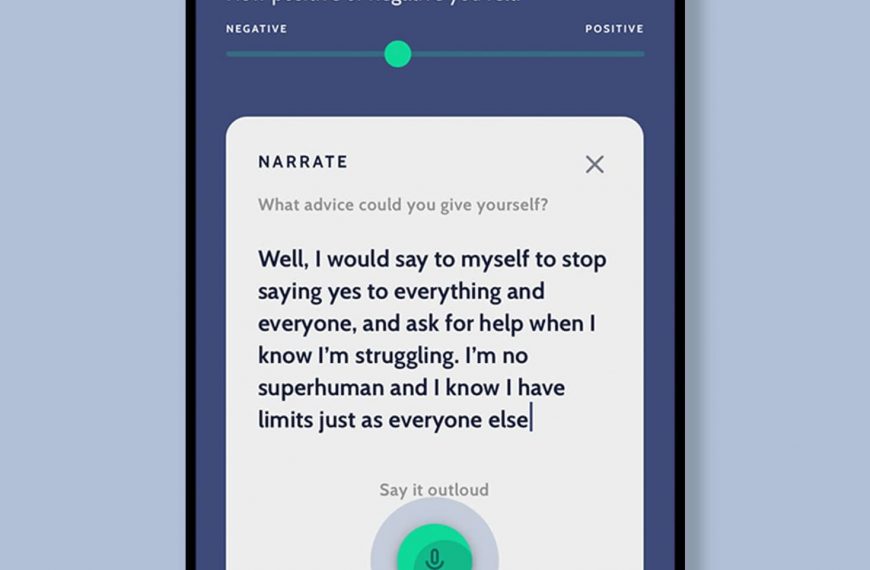 NEGATIVE
POSITIVE
NARRATE
What advice could you give yourself?
Well, I would say to myself to stop
saying yes to everything and
everyone, and ask for help when I
know I'm struggling. I'm no
superhuman and I know I have
limits just as everyone else
Say it outloud